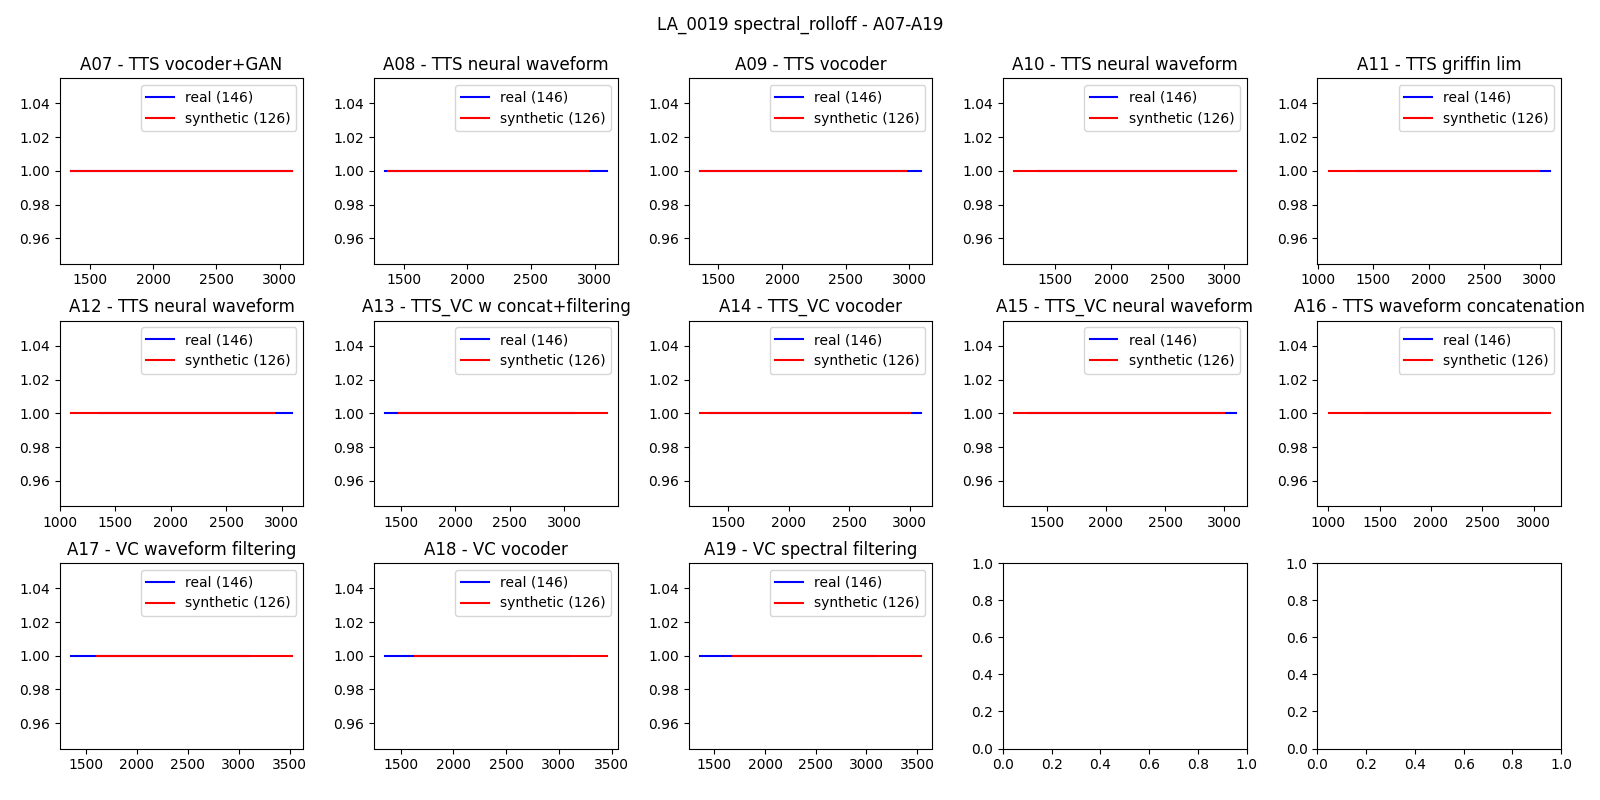 LA_0019 spectral_rolloff - A07-A19
A07 - TTS vocoder+GAN
1.04
1.02
1.00
0.98
0.96
real (146)
synthetic (126)
1500 2000 2500 3000
A08 - TTS neural waveform
1.04
1.02
1.00
0.98
0.96
real (146)
synthetic (126)
1500 2000 2500 3000
A09 - TTS vocoder
1.04
1.02
1.00
0.98
0.96
real (146)
synthetic (126)
1500 2000 2500 3000
A10 - TTS neural waveform
1.04
1.02
1.00
0.98
0.96
real (146)
synthetic (126)
1500 2000 2500 3000
A11 - TTS griffin lim
1.04
1.02
1.00
0.98
0.96
real (146)
synthetic (126)
1000 1500 2000 2500 3000
A12 - TTS neural waveform
1.04
1.02
1.00
0.98
0.96
real (146)
synthetic (126)
1000 1500 2000 2500 3000
A13 - TTS_VC w concat+filtering
1.04
1.02
1.00
0.98
0.96
real (146)
synthetic (126)
1500 2000 2500 3000
A14 - TTS_VC vocoder
1.04
1.02
1.00
0.98
0.96
real (146)
synthetic (126)
1500 2000 2500 3000
A15 - TTS_VC neural waveform
1.04
1.02
1.00
0.98
0.96
real (146)
synthetic (126)
1500 2000 2500 3000
A16 - TTS waveform concatenation
1.04
1.02
1.00
0.98
0.96
real (146)
synthetic (126)
1000 1500 2000 2500 3000
A17 - VC waveform filtering
1.04
1.02
1.00
0.98
0.96
real (146)
synthetic (126)
1500 2000 2500 3000 3500
A18 - VC vocoder
1.04
1.02
1.00
0.98
0.96
real (146)
synthetic (126)
1500 2000 2500 3000 3500
A19 - VC spectral filtering
1.04
1.02
1.00
0.98
0.96
real (146)
synthetic (126)
1500 2000 2500 3000 3500
1.0
0.8
0.6
0.4
0.2
0.0
0.0 0.2 0.4 0.6 0.8 1.0
1.0
0.8
0.6
0.4
0.2
0.0
0.0 0.2 0.4 0.6 0.8 1.0